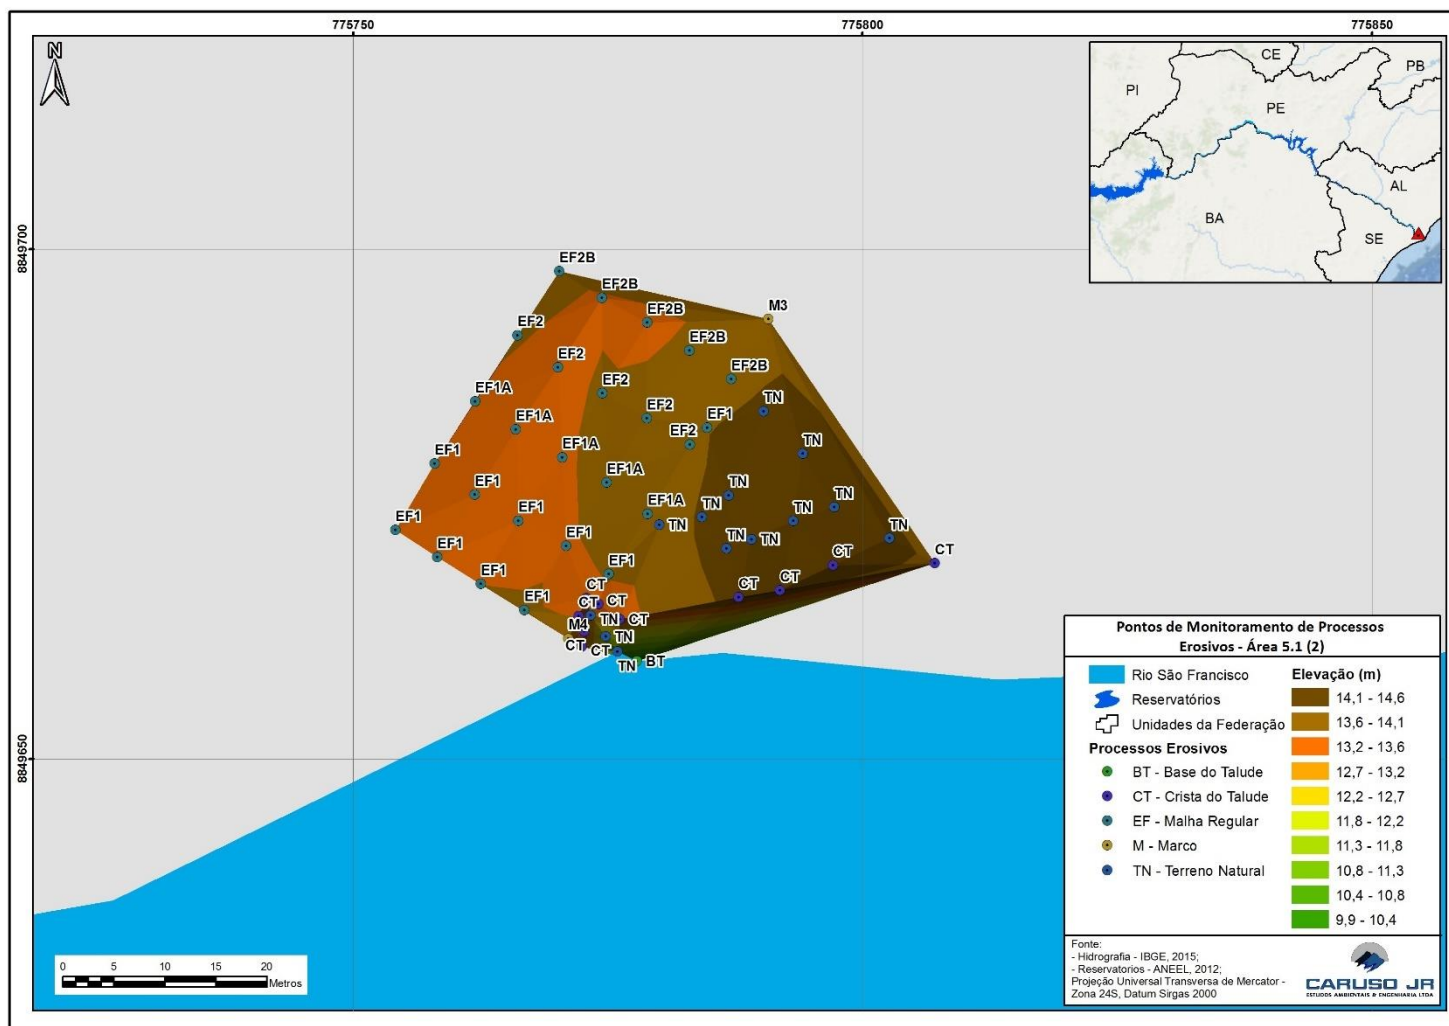 775750
775800
775850
N
8849700
8849650
CE
PB
PI
PE
AL
BA
SE
EF2B
EF2B
M3
EF2B
EF2
EF2B
EF2
EF2B
EF2
EF1A
TN
EF2
EF1
EF1A
EF2
TN
EF1A
EF1
EF1A
EF1
TN
EF1A
TN
TN
EF1
TN
TN
EF1
TN
TN
TN
EF1
EF1
CT
CT
EF1
EF1
CT
CT
CT
EF1
CT
CT
TN
CT
M4
TN
CT
CT
TN
BT
0
5
10
20
Metros
Pontos de Monitoramento de Processos
Erosivos - Área 5.1 (2)
Rio São Francisco
Reservatórios
Unidades da Federação
Processos Erosivos
BT - Base do Talude
CT - Crista do Talude
EF - Malha Regular
M - Marco
TN - Terreno Natural
Elevação (m)
14,1 - 14,6
13,6 - 14,1
13,2 - 13,6
12,7 - 13,2
12,2 - 12,7
11,8 - 12,2
11,3 - 11,8
10,8 - 11,3
10,4 - 10,8
9,9 - 10,4
Fonte:
- Hidrografia - IBGE, 2015;
- Reservatorios - ANEEL, 2012;
Projeção Universal Transversa de Mercator -
Zona 24S, Datum Sirgas 2000
CARUSO JR
ESTUDOS AMBIENTAIS & ENGENHARIA LTDA